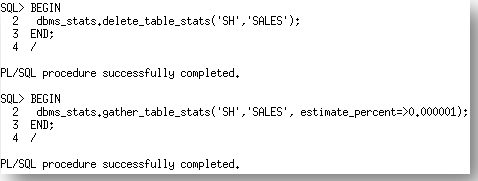 SQL> BEGIN
2 dbms_stats.delete_table_stats('SH','SALES');
3 END;
4 /
PL/SQL procedure successfully completed.
SQL> BEGIN
2 dbms_stats.gather_table_stats('SH','SALES', estimate_percent=>0.000001);
3 END;
4 /
PL/SQL procedure successfully completed.